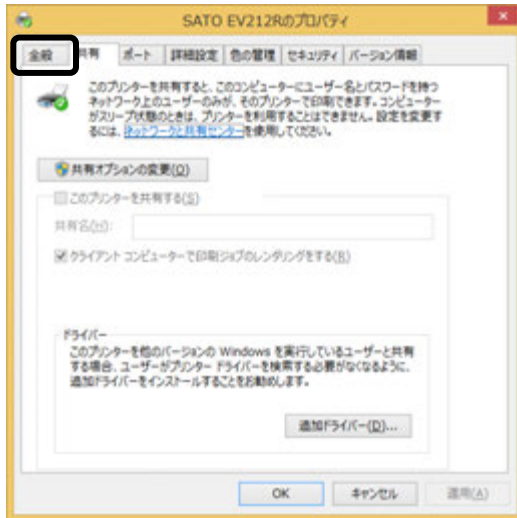 SATO EV212Rのプロパティ
全般 共有 ポート 詳細設定 色の管理 セキュリティ バージョン情報
このプリンターを共有すると、このコンピューターにユーザー名とパスワードを持つ
ネットワーク上のユーザーのみが、そのプリンターで印刷できます。コンピューター
がスリープ状態のときは、プリンターを利用することはできません。設定を変更す
るには、ネットワークと共有センターを使用してください。
共有オプションの変更(O)
このプリンターを共有する(S)
共有名(H):
クライアント コンピューターで印刷ジョブのレンダリングをする(R)
ドライバー
このプリンターを他のバージョンの Windows を実行しているユーザーと共有
する場合、ユーザーがプリンター ドライバーを検索する必要がなくなるように、
追加ドライバーをインストールすることをお勧めします。
追加ドライバー(D)...
OK キャンセル 適用(A)